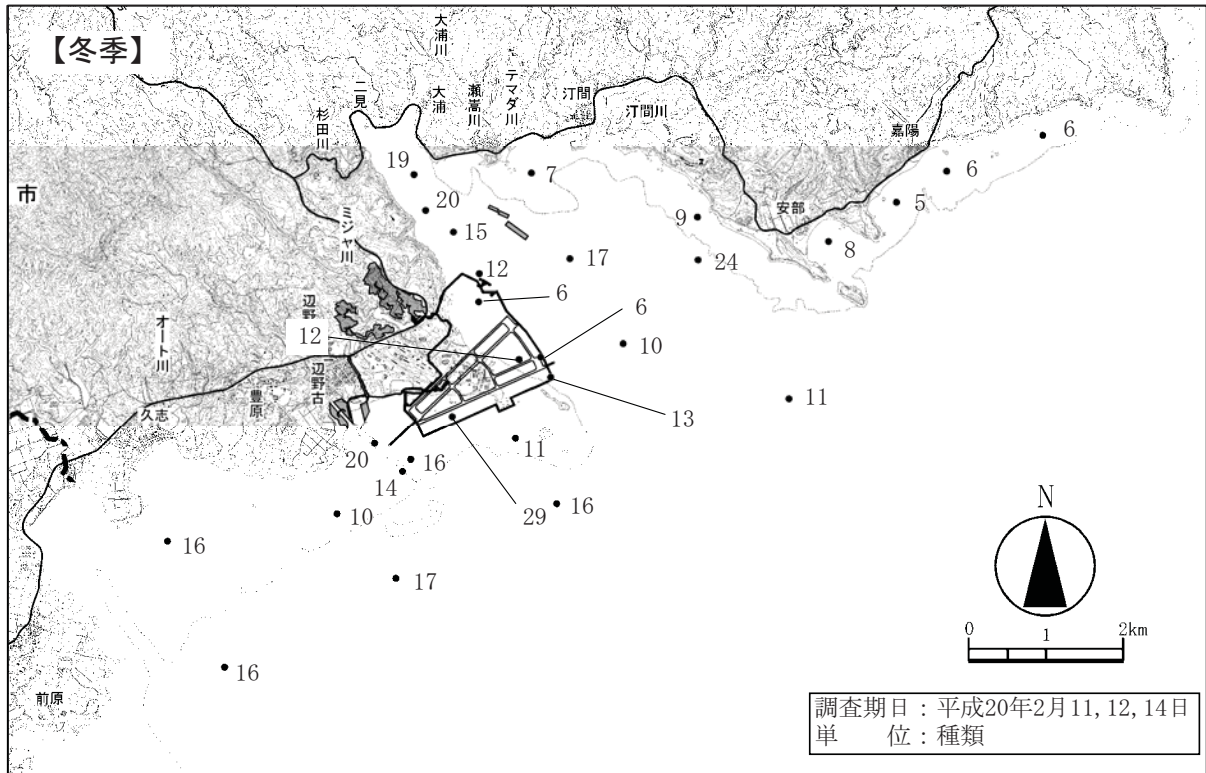 【冬季】
大浦川
テマダ川
瀬嵩川
大浦
二見
杉田川
汀間
汀間川
嘉陽
安部
市
ミジャ川
オート川
辺野
辺野古
豊原
久志
前原
6
6
5
8
7
19
20
15
9
24
17
12
6
6
12
10
11
13
11
20
16
14
10
29
16
16
17
16
N
0 1 2km
調査期日：平成20年2月11,12,14日
単　　位：種類